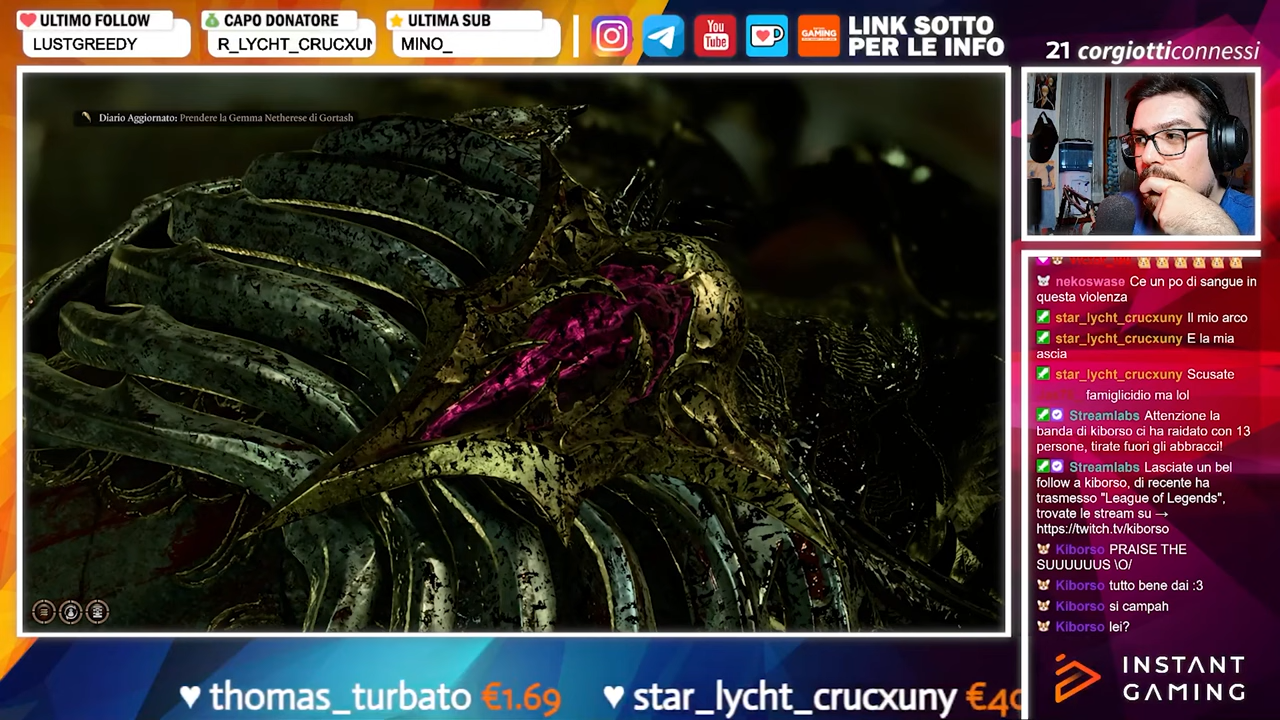 ULTIMO FOLLOW
LUSTGREEDY
CAPO DONATORE
R_LYCHT_CRUCXUN
ULTIMA SUB
MINO_
You
Tube
GAMING
LINK SOTTO
PER LE INFO
21 corgiotticonnessi
Diario Aggiornato: Prendere la Gemma Netherese di Gortash
nekoswase Ce un po di sangue in
questa violenza
star_lycht_crucxuny Il mio arco
star_lycht_crucxuny E la mia
ascia
star_lycht_crucxuny Scusate
famiglicidio ma lol
Streamlabs Attenzione la
banda di kiborso ci ha raidato con 13
persone, tirate fuori gli abbracci!
Streamlabs Lasciate un bel
follow a kiborso, di recente ha
trasmesso "League of Legends",
trovate le stream su →
https://twitch.tv/kiborso
Kiborso PRAISE THE
SUUUUUUS \O/
Kiborso tutto bene dai :3
Kiborso si campah
Kiborso lei?
INSTANT
GAMING
♥ thomas_turbato €1.69 ♥ star_lycht_crucxuny €40